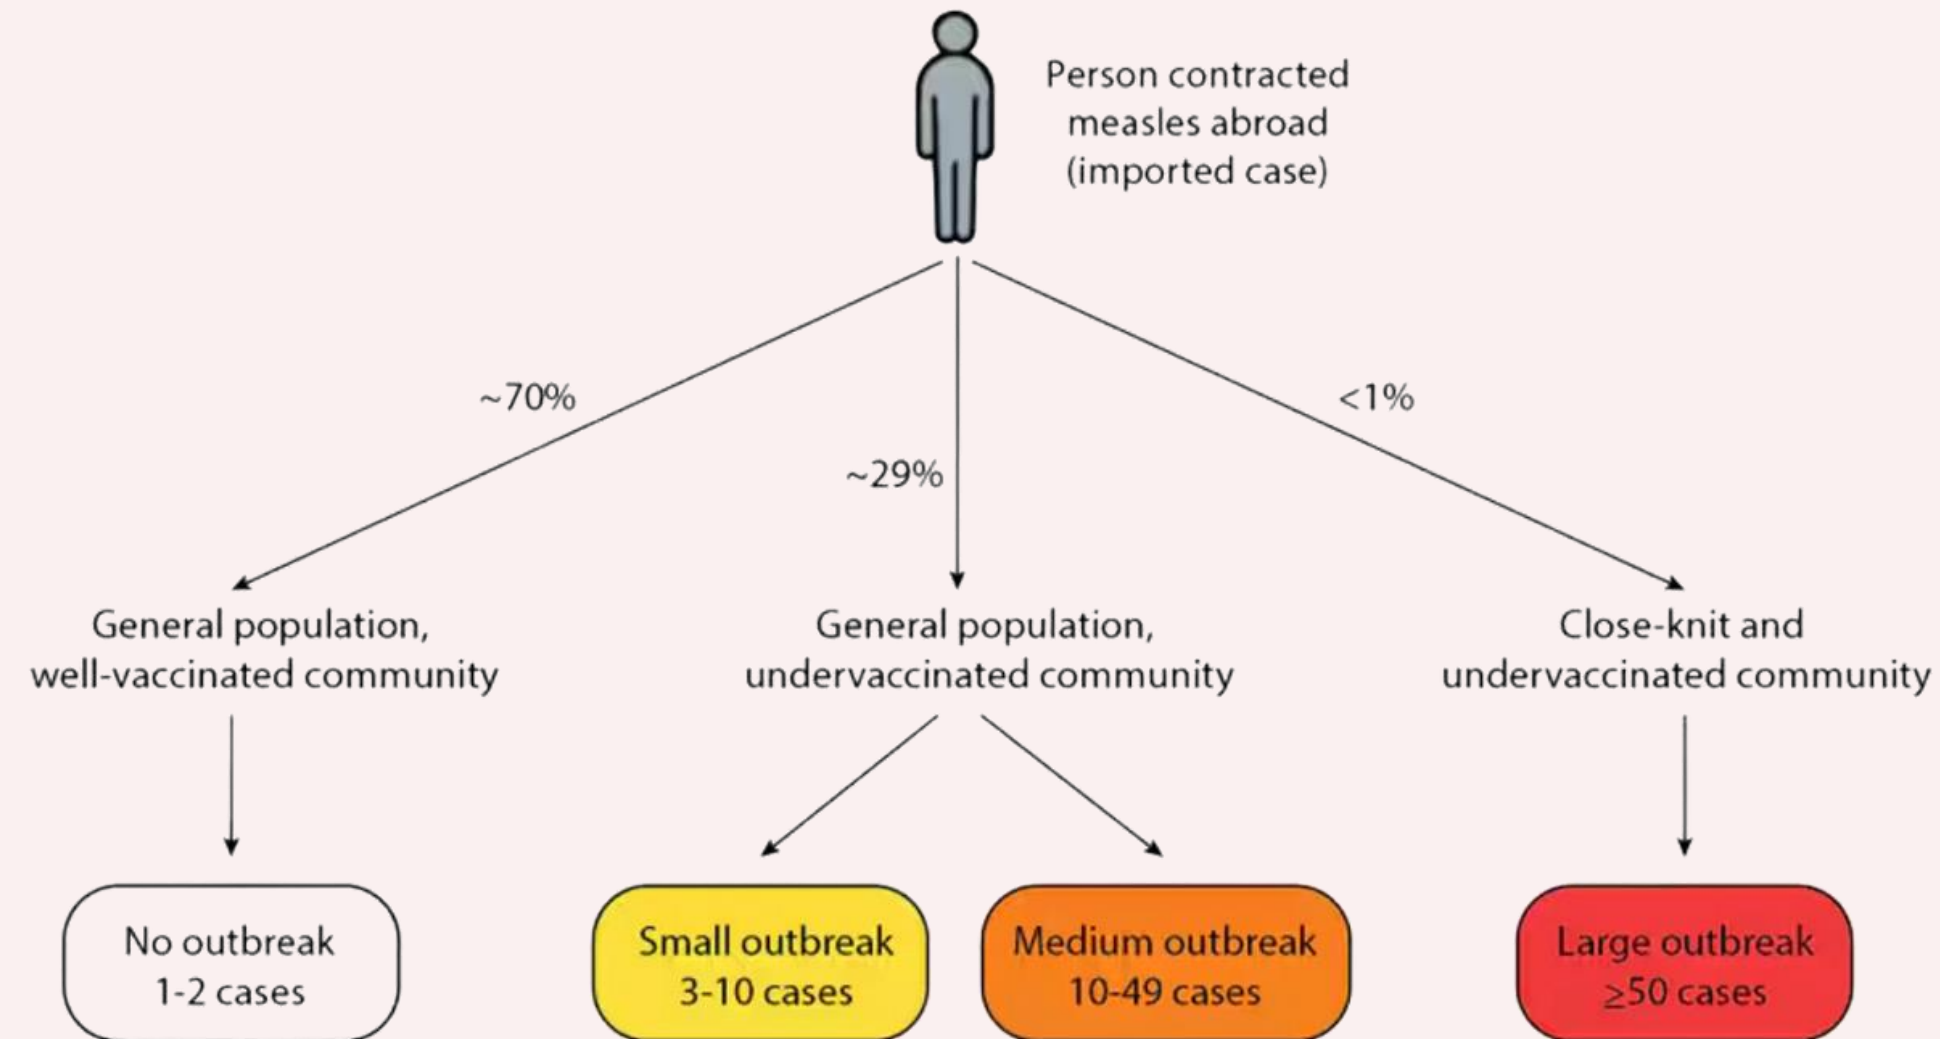 Person contracted
measles abroad
(imported case)
~70%
<1%
~29%
General population,
well-vaccinated community
General population,
undervaccinated community
Close-knit and
undervaccinated community
No outbreak
1-2 cases
Small outbreak
3-10 cases
Medium outbreak
10-49 cases
Large outbreak
≥50 cases